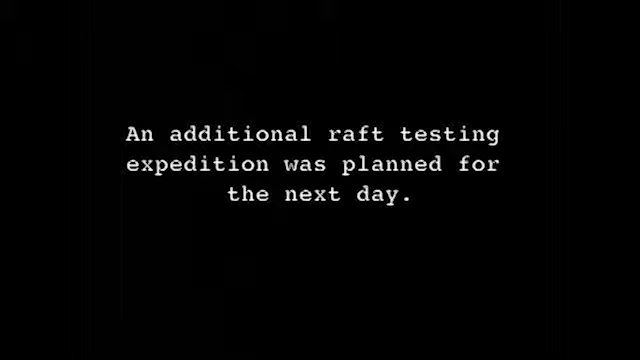 An additional raft testing
expedition was planned for
the next day.